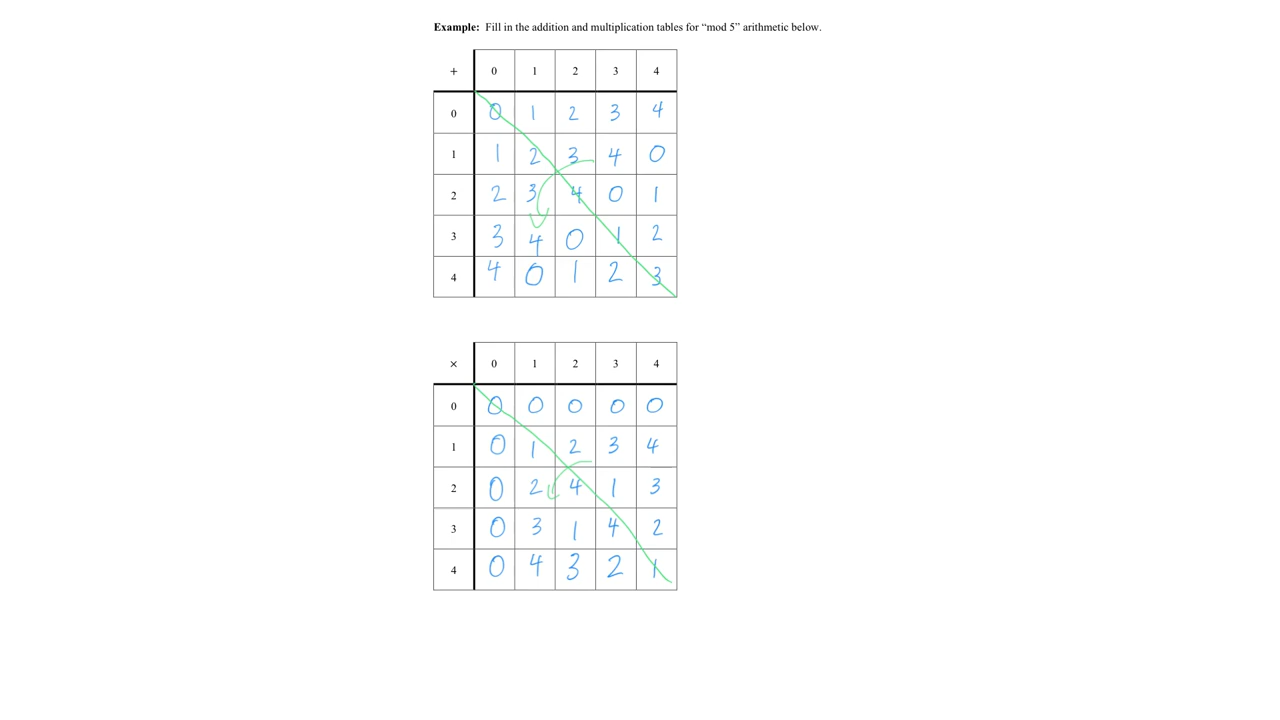 Example: Fill in the addition and multiplication tables for “mod 5” arithmetic below.
+ 0 1 2 3 4
0 0 1 2 3 4
1 1 2 3 4 0
2 2 3 4 0 1
3 3 4 0 1 2
4 4 0 1 2 3
× 0 1 2 3 4
0 0 0 0 0 0
1 0 1 2 3 4
2 0 2 4 1 3
3 0 3 1 4 2
4 0 4 3 2 1